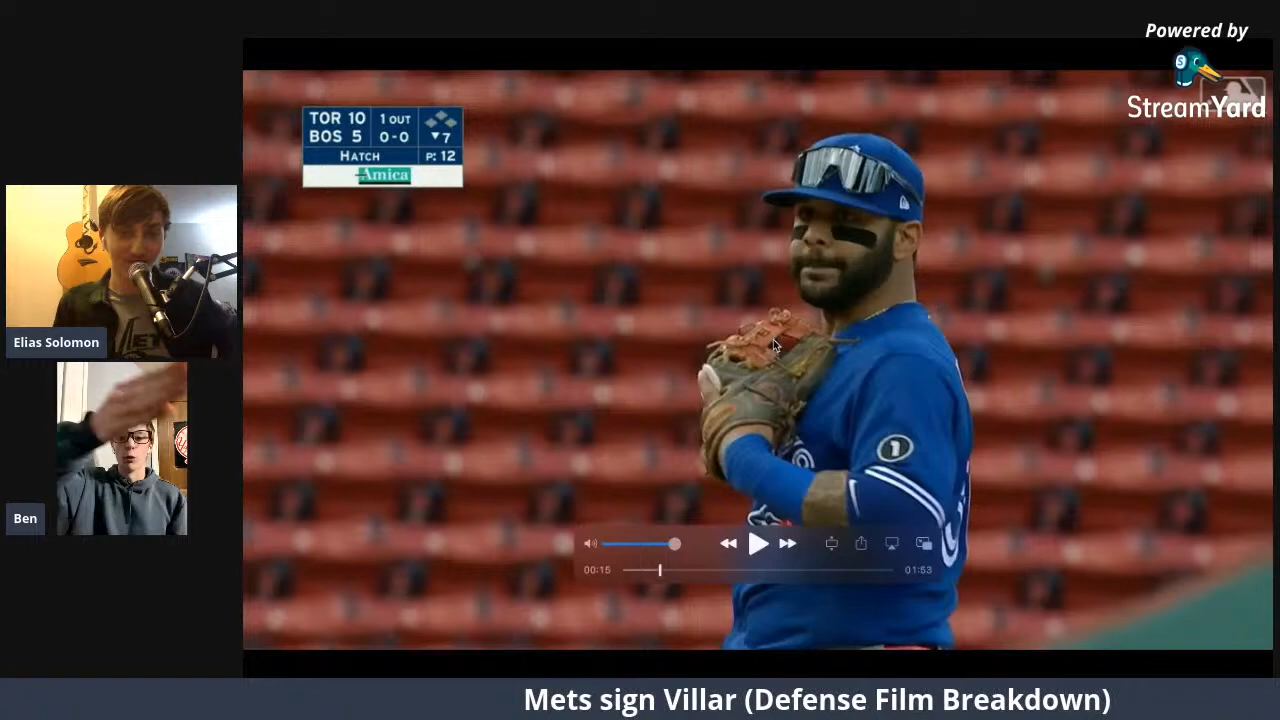 Powered by
StreamYard
TOR 10 1 OUT
BOS 5 0-0 ▼7
HATCH P: 12
Amica
1
Elias Solomon
Ben
00:15
01:53
Mets sign Villar (Defense Film Breakdown)